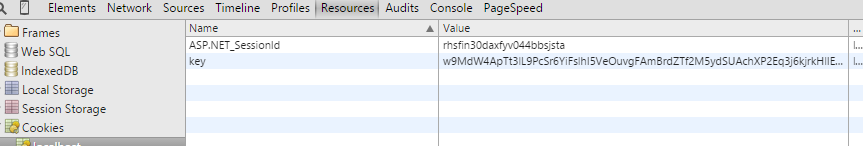 Elements Network Sources Timeline Profiles Resources Audits Console PageSpeed
Frames
Web SQL
IndexedDB
Local Storage
Session Storage
Cookies
localhost
Name Value ...
ASP.NET_SessionId rhsfin30daxfyv044bbsjsta l...
key w9MdW4ApTt3IL9PcSr6YiFslhI5VeOuvgFAmBrdZTf2M5ydSUAchXP2Eq3j6kjrkHIIE... l...